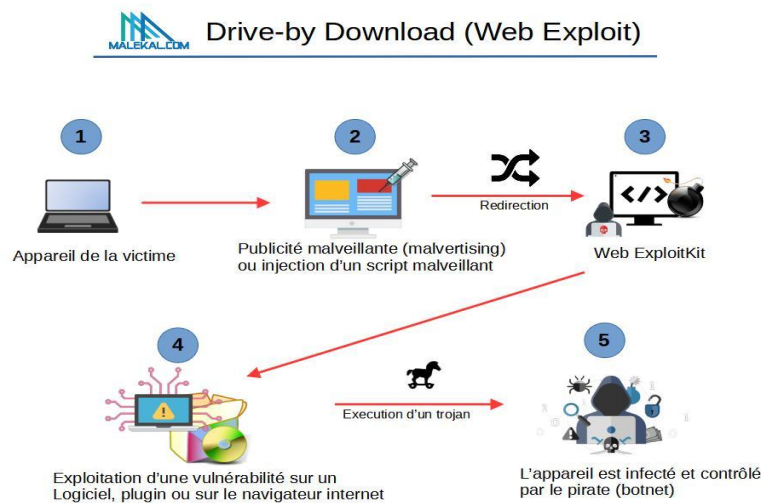 MALEKAL.COM
Drive-by Download (Web Exploit)
1
2
3
Redirection
Appareil de la victime
Publicité malveillante (malvertising)
ou injection d'un script malveillant
</>
Web ExploitKit
4
5
Execution d'un trojan
Exploitation d'une vulnérabilité sur un
Logiciel, plugin ou sur le navigateur internet
L'appareil est infecté et contrôlé
par le pirate (botnet)